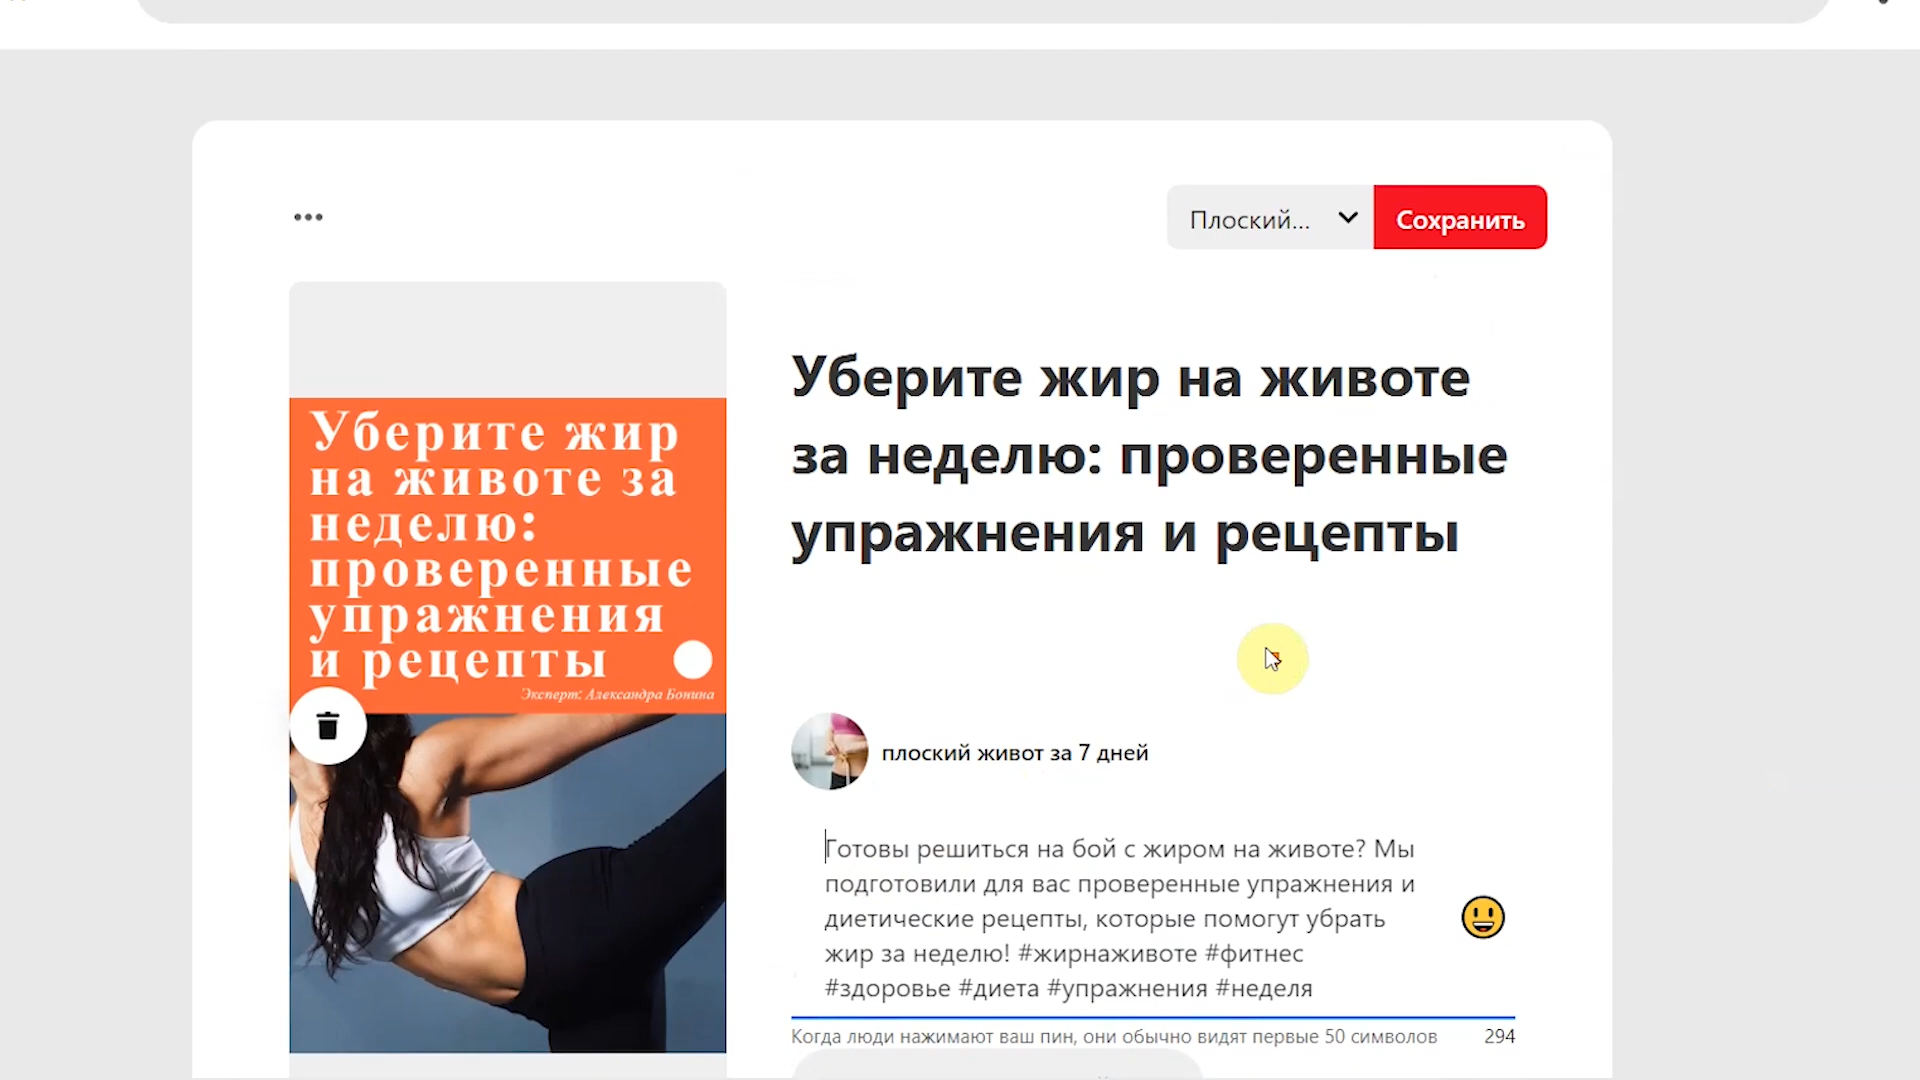 Плоский...
Сохранить
Уберите жир на животе
за неделю: проверенные
упражнения и рецепты
Уберите жир
на животе за
неделю:
проверенные
упражнения
и рецепты
Эксперт: Александра Бонина
плоский живот за 7 дней
Готовы решиться на бой с жиром на животе? Мы
подготовили для вас проверенные упражнения и
диетические рецепты, которые помогут убрать
жир за неделю! #жирнаживоте #фитнес
#здоровье #диета #упражнения #неделя
Когда люди нажимают ваш пин, они обычно видят первые 50 символов
294